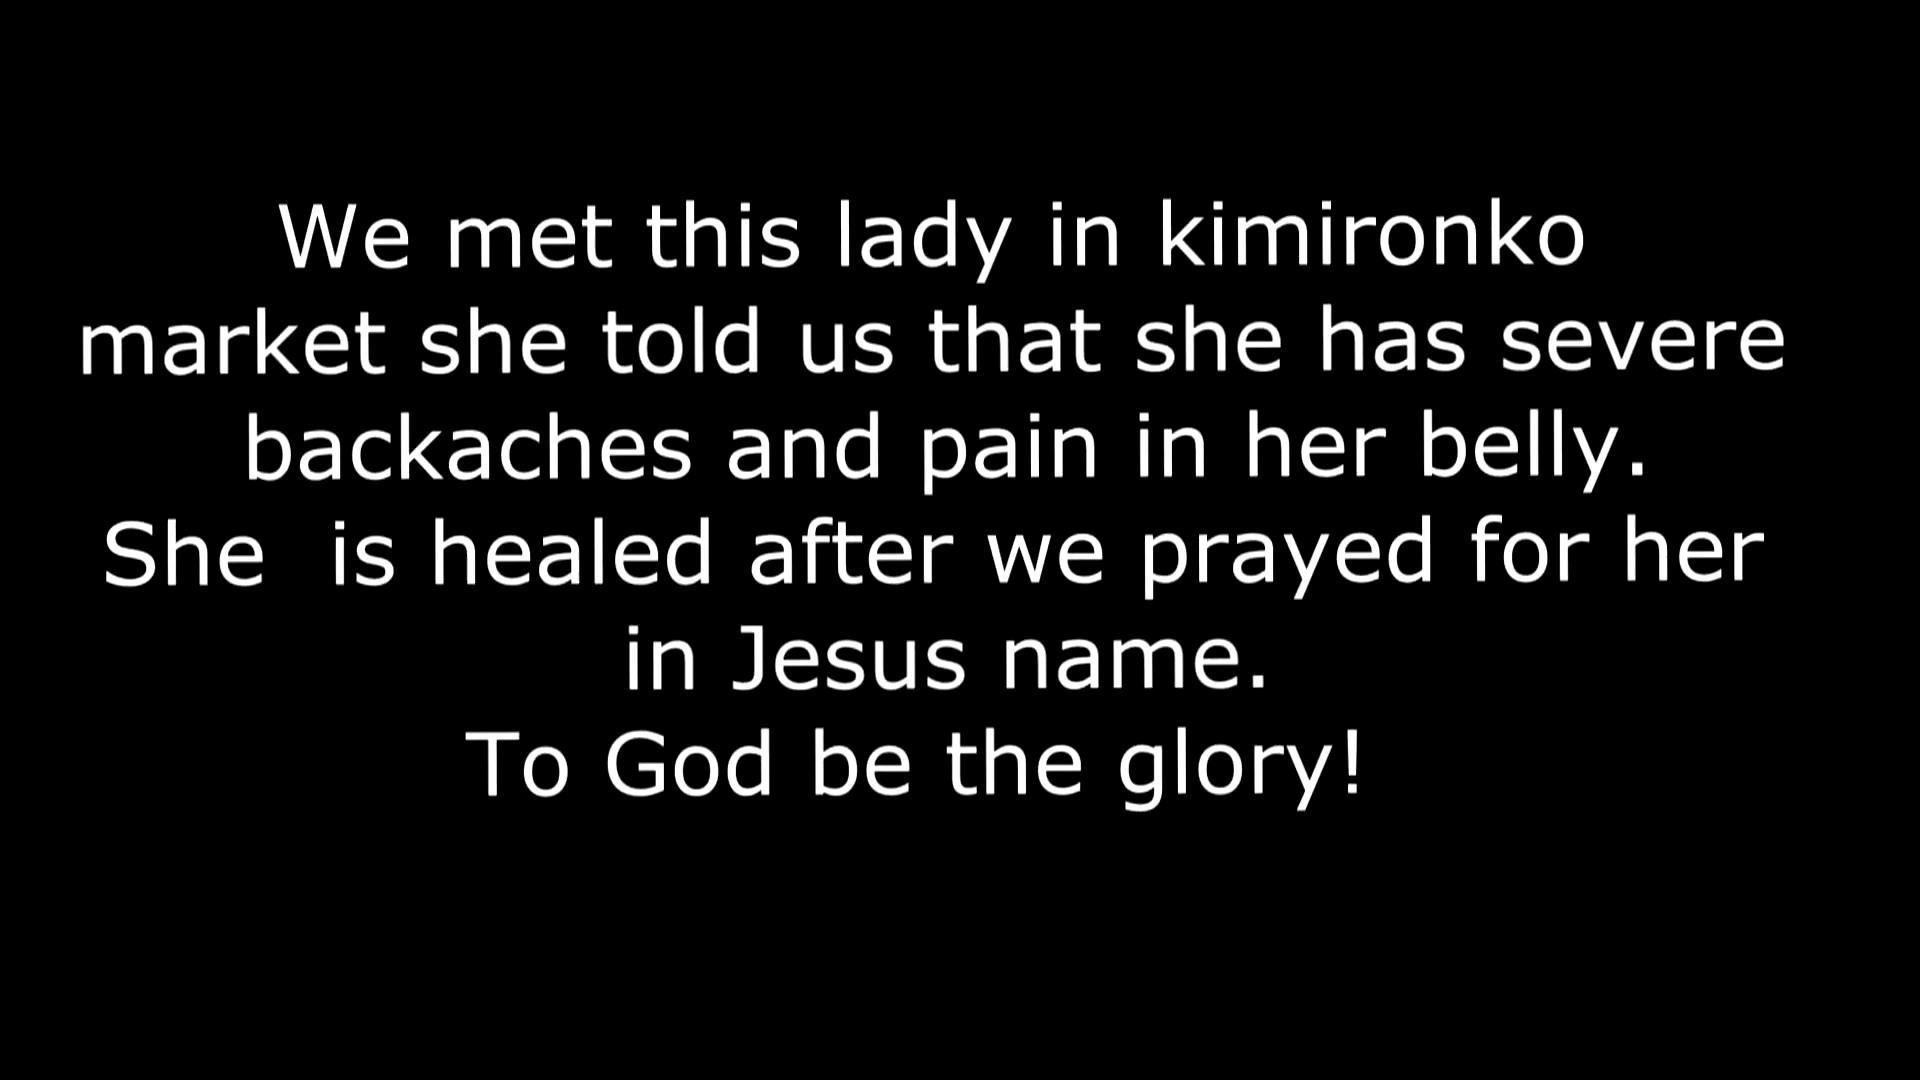 We met this lady in kimironko
market she told us that she has severe
backaches and pain in her belly.
She  is healed after we prayed for her
in Jesus name.
To God be the glory!